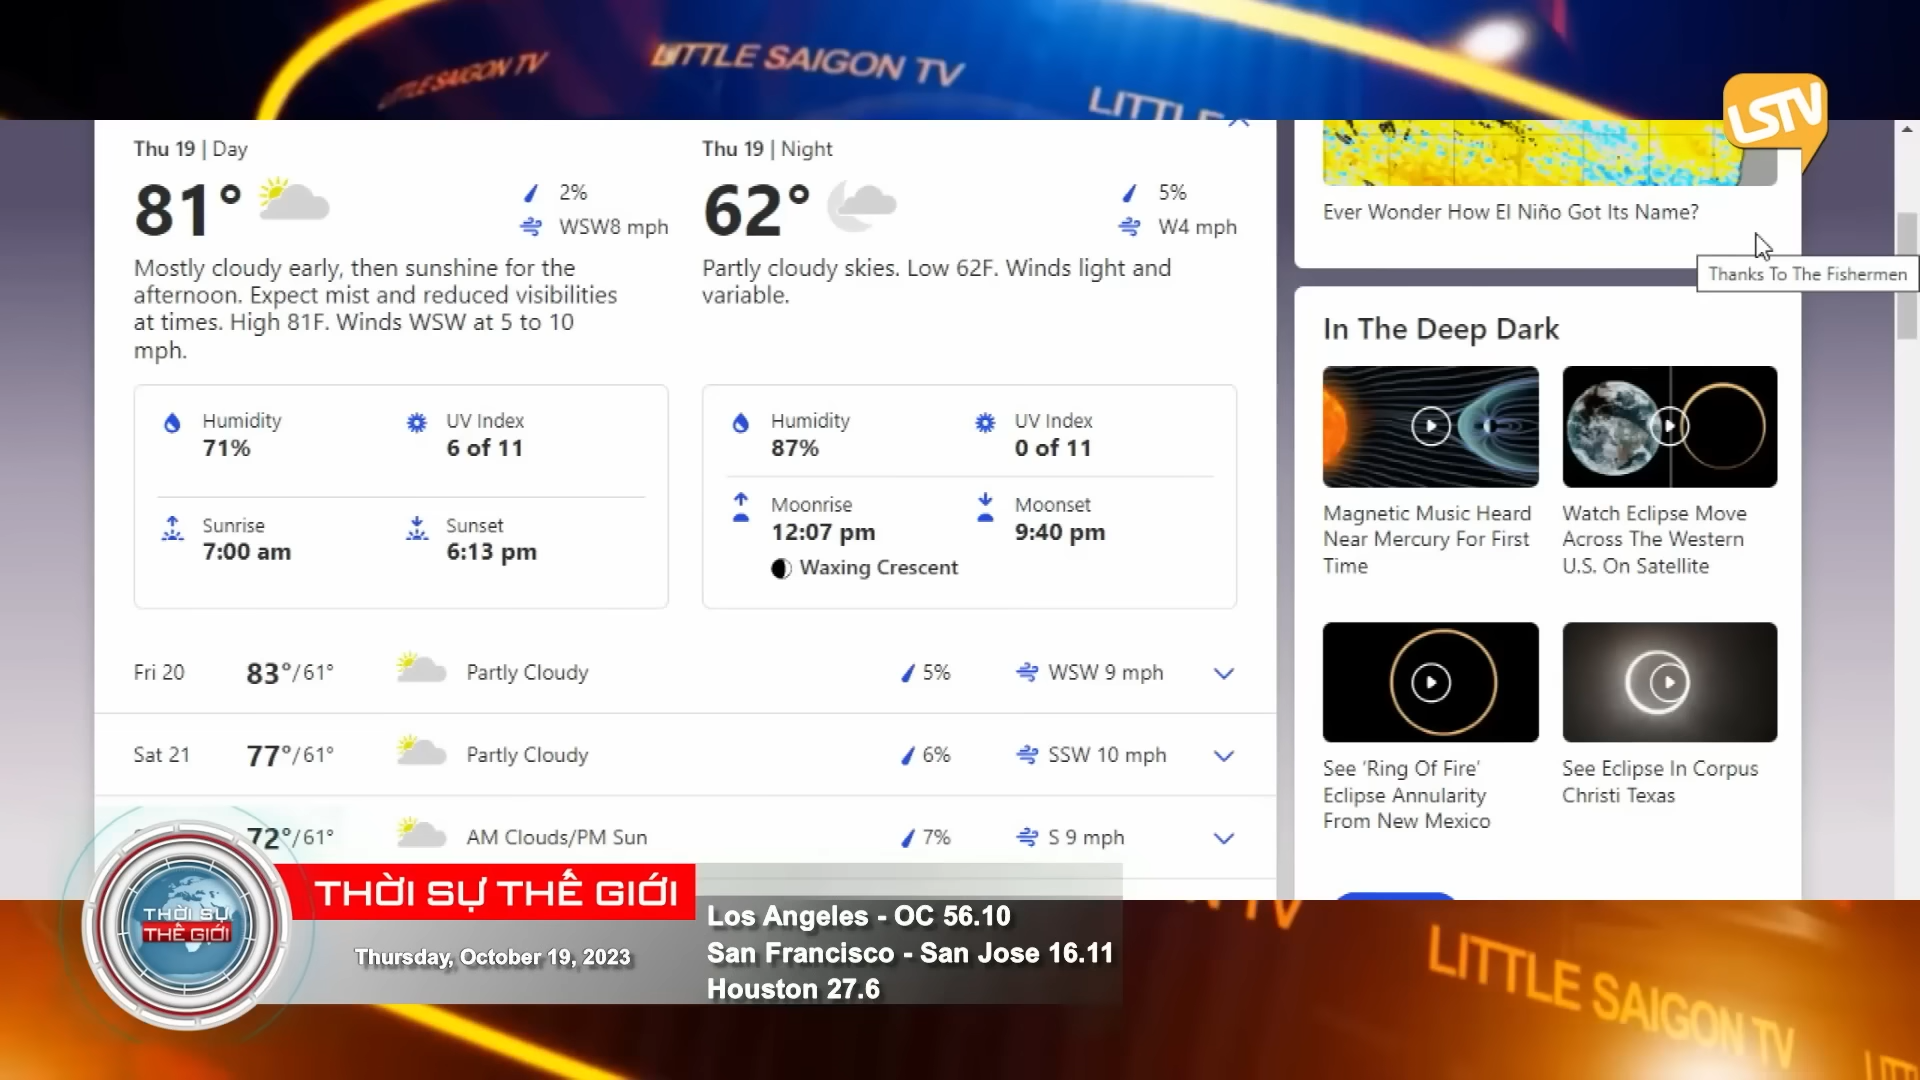 LITTLE SAIGON TV
LITTLE SAIGON TV
LITTLE
LSTV
Thu 19 | Day
81°
2%
WSW8 mph
Mostly cloudy early, then sunshine for the
afternoon. Expect mist and reduced visibilities
at times. High 81F. Winds WSW at 5 to 10
mph.
Humidity
71%
UV Index
6 of 11
Sunrise
7:00 am
Sunset
6:13 pm
Thu 19 | Night
62°
5%
W4 mph
Partly cloudy skies. Low 62F. Winds light and
variable.
Humidity
87%
UV Index
0 of 11
Moonrise
12:07 pm
Moonset
9:40 pm
Waxing Crescent
Fri 20 83°/61° Partly Cloudy 5% WSW 9 mph
Sat 21 77°/61° Partly Cloudy 6% SSW 10 mph
72°/61° AM Clouds/PM Sun 7% S 9 mph
Ever Wonder How El Niño Got Its Name?
Thanks To The Fishermen
In The Deep Dark
Magnetic Music Heard
Near Mercury For First
Time
Watch Eclipse Move
Across The Western
U.S. On Satellite
See ‘Ring Of Fire’
Eclipse Annularity
From New Mexico
See Eclipse In Corpus
Christi Texas
THỜI SỰ
THẾ GIỚI
THỜI SỰ THẾ GIỚI
Thursday, October 19, 2023
Los Angeles - OC 56.10
San Francisco - San Jose 16.11
Houston 27.6
TV
LITTLE SAIGON TV